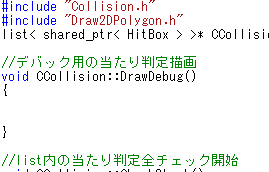 #include "Collision.h"
#include "Draw2DPolygon.h"
list< shared_ptr< HitBox > >* CCollision
//デバック用の当たり判定描画
void CCollision::DrawDebug()
{
}
//list内の当たり判定全チェック開始